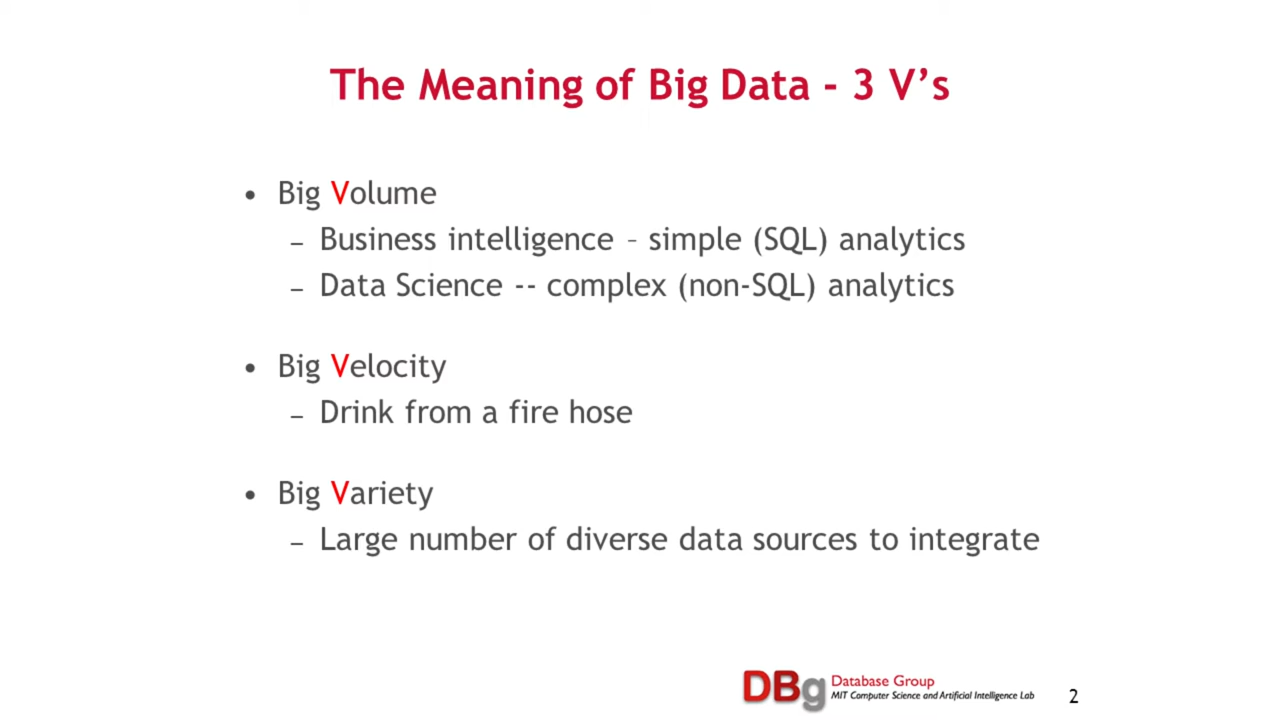 The Meaning of Big Data - 3 V’s
• Big Volume
– Business intelligence – simple (SQL) analytics
– Data Science -- complex (non-SQL) analytics
• Big Velocity
– Drink from a fire hose
• Big Variety
– Large number of diverse data sources to integrate
DBg
Database Group
MIT Computer Science and Artificial Intelligence Lab
2